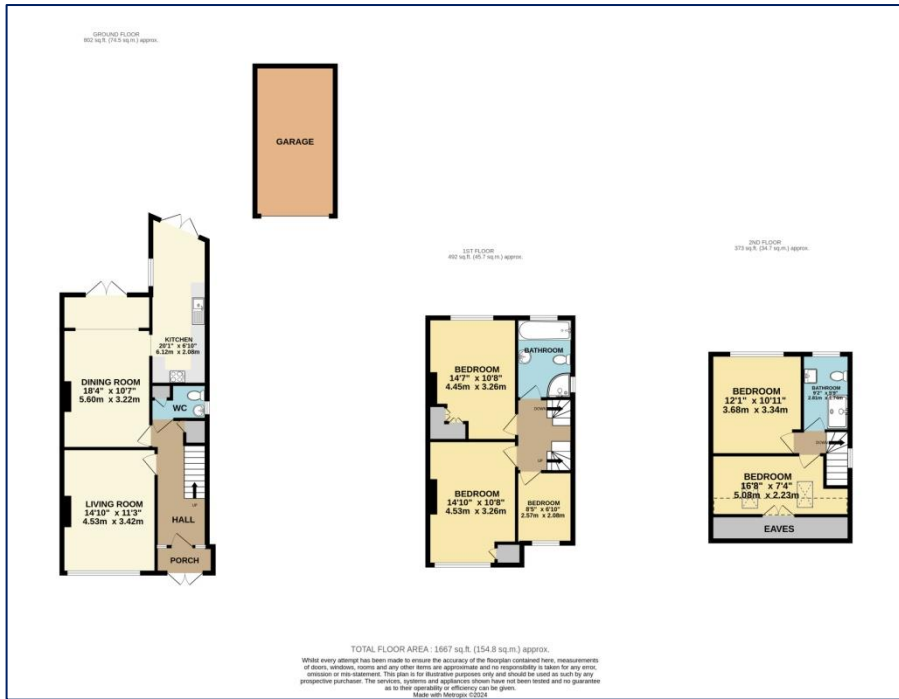 GROUND FLOOR
802 sq.ft. (74.5 sq.m.) approx.
GARAGE
KITCHEN
20'1" x 6'10"
6.12m x 2.08m
DINING ROOM
18'4" x 10'7"
5.60m x 3.22m
WC
LIVING ROOM
14'10" x 11'3"
4.53m x 3.42m
UP
HALL
PORCH
1ST FLOOR
492 sq.ft. (45.7 sq.m.) approx.
BATHROOM
BEDROOM
14'7" x 10'8"
4.45m x 3.26m
DOWN
UP
BEDROOM
14'10" x 10'8"
4.53m x 3.26m
BEDROOM
8'5" x 6'10"
2.57m x 2.08m
2ND FLOOR
373 sq.ft. (34.7 sq.m.) approx.
BEDROOM
12'1" x 10'11"
3.68m x 3.34m
BATHROOM
DOWN
BEDROOM
16'8" x 7'4"
5.08m x 2.23m
EAVES
TOTAL FLOOR AREA : 1667 sq.ft. (154.8 sq.m.) approx.
Whilst every attempt has been made to ensure the accuracy of the floorplan contained here, measurements
of doors, windows, rooms and any other items are approximate and no responsibility is taken for any error,
omission or mis-statement. This plan is for illustrative purposes only and should be used as such by any
prospective purchaser. The services, systems and appliances shown have not been tested and no guarantee
as to their operability or efficiency can be given.
Made with Metropix ©2024